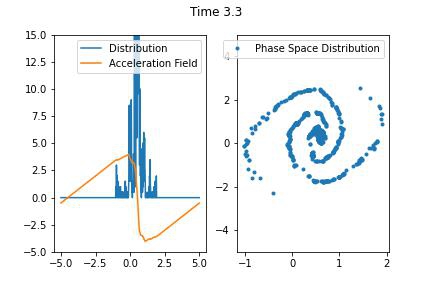 Time 3.3
Distribution
Acceleration Field
15.0
12.5
10.0
7.5
5.0
2.5
0.0
−2.5
−5.0
−5.0 −2.5 0.0 2.5 5.0
Phase Space Distribution
4
2
0
−2
−4
−1 0 1 2